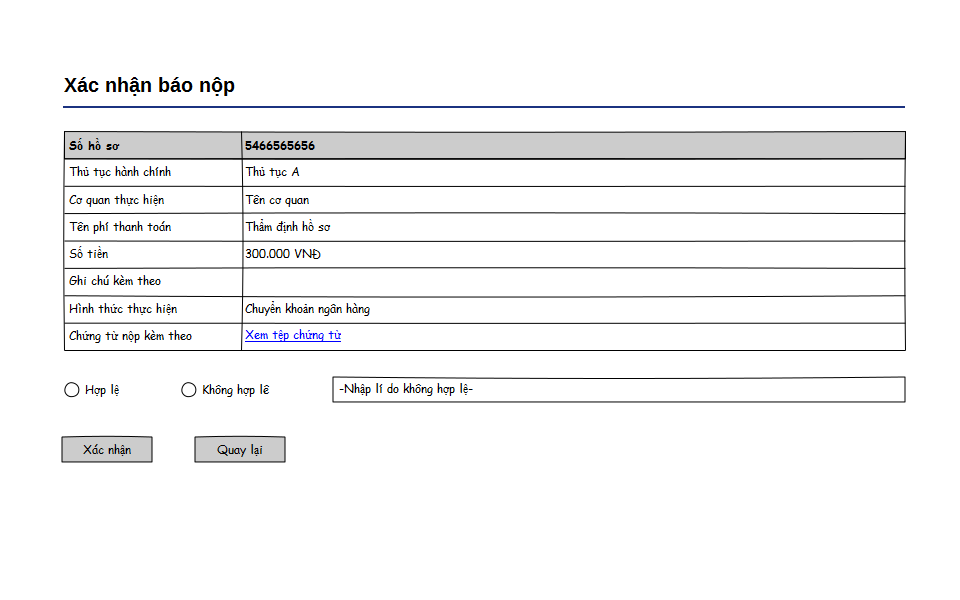 Xác nhận báo nộp
Số hồ sơ 5466565656
Thủ tục hành chính Thủ tục A
Cơ quan thực hiện Tên cơ quan
Tên phí thanh toán Thẩm định hồ sơ
Số tiền 300.000 VNĐ
Ghi chú kèm theo
Hình thức thực hiện Chuyển khoản ngân hàng
Chứng từ nộp kèm theo Xem tệp chứng từ
Hợp lệ Không hợp lê -Nhập lí do không hợp lệ-
Xác nhận Quay lại